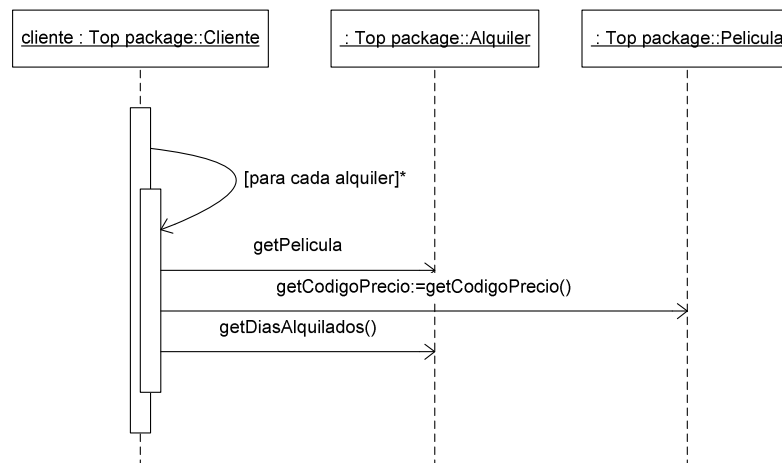 cliente : Top package::Cliente
: Top package::Alquiler
: Top package::Pelicula
[para cada alquiler]*
getPelicula
getCodigoPrecio:=getCodigoPrecio()
getDiasAlquilados()